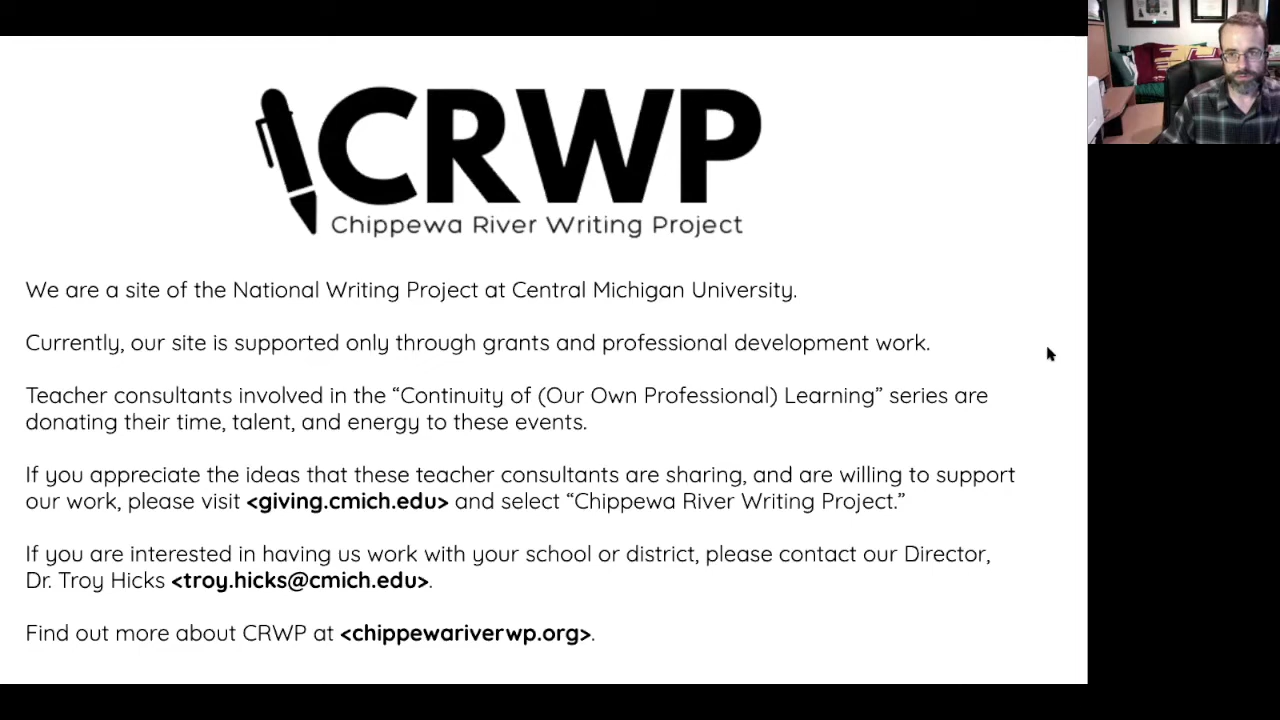 CRWP
Chippewa River Writing Project
We are a site of the National Writing Project at Central Michigan University.
Currently, our site is supported only through grants and professional development work.
Teacher consultants involved in the “Continuity of (Our Own Professional) Learning” series are
donating their time, talent, and energy to these events.
If you appreciate the ideas that these teacher consultants are sharing, and are willing to support
our work, please visit <giving.cmich.edu> and select “Chippewa River Writing Project.”
If you are interested in having us work with your school or district, please contact our Director,
Dr. Troy Hicks <troy.hicks@cmich.edu>.
Find out more about CRWP at <chippewariverwp.org>.